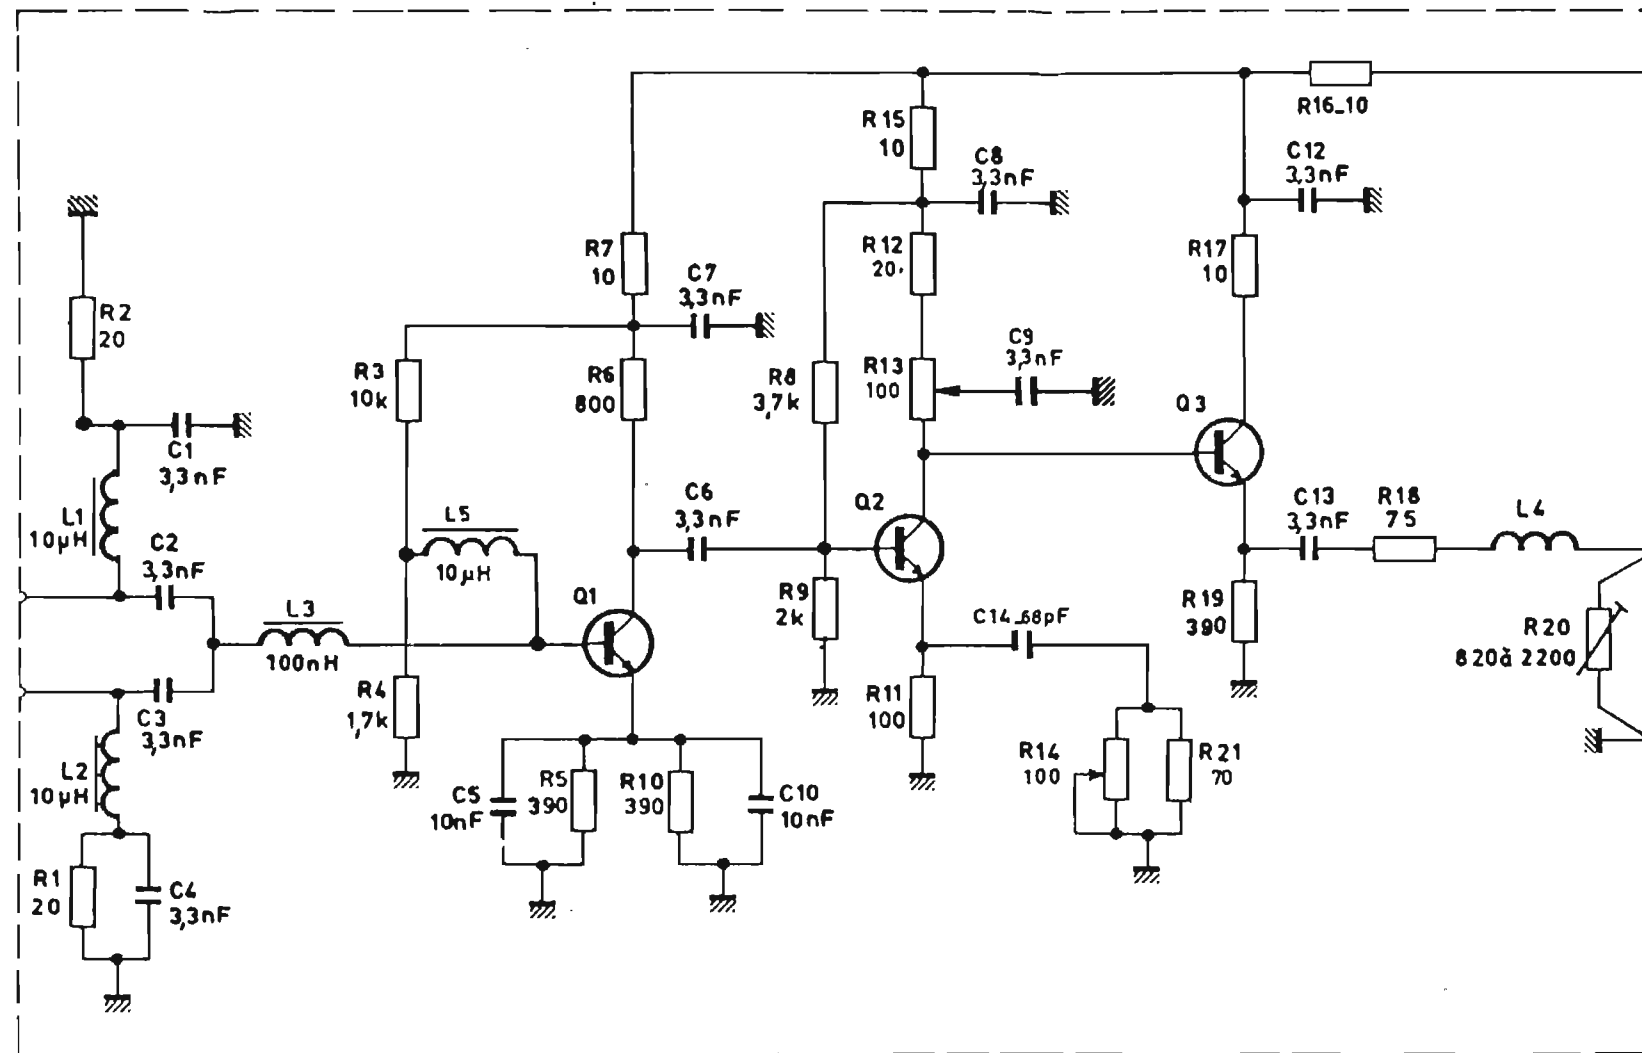 R16_10
R15
10
C8
3,3nF
C12
3,3nF
R7
10
C7
3,3nF
R12
20
R17
10
R2
20
R3
10k
R6
800
R8
3,7k
R13
100
C9
3,3nF
Q3
C1
3,3nF
L1
10µH
C2
3,3nF
L5
10µH
C6
3,3nF
Q2
C13
3,3nF
R18
75
L4
L3
100nH
Q1
R9
2k
C14_68pF
R19
390
R20
820à 2200
C3
3,3nF
R4
1,7k
R11
100
L2
10µH
C5
10nF
R5
390
R10
390
C10
10nF
R14
100
R21
70
R1
20
C4
3,3nF